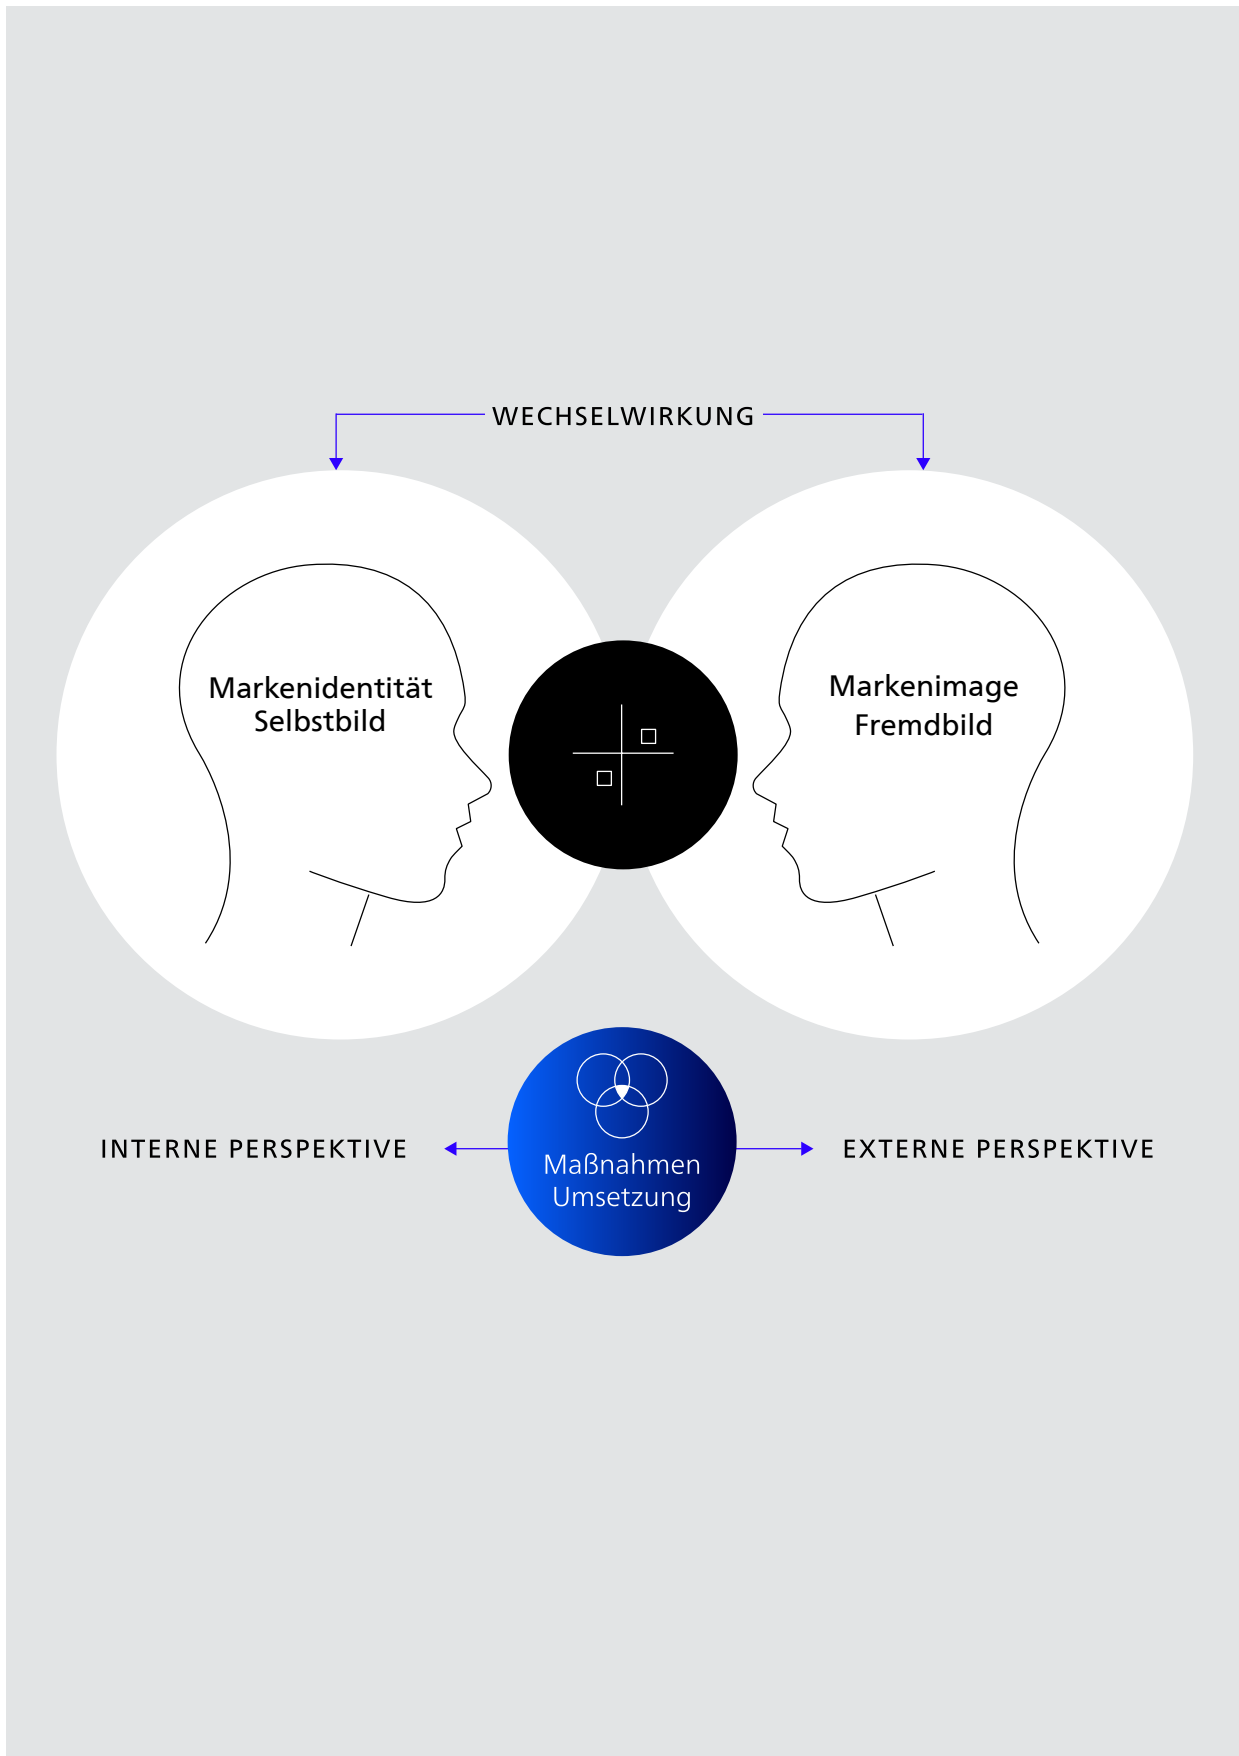 WECHSELWIRKUNG
Markenidentität
Selbstbild
Markenimage
Fremdbild
INTERNE PERSPEKTIVE
Maßnahmen
Umsetzung
EXTERNE PERSPEKTIVE